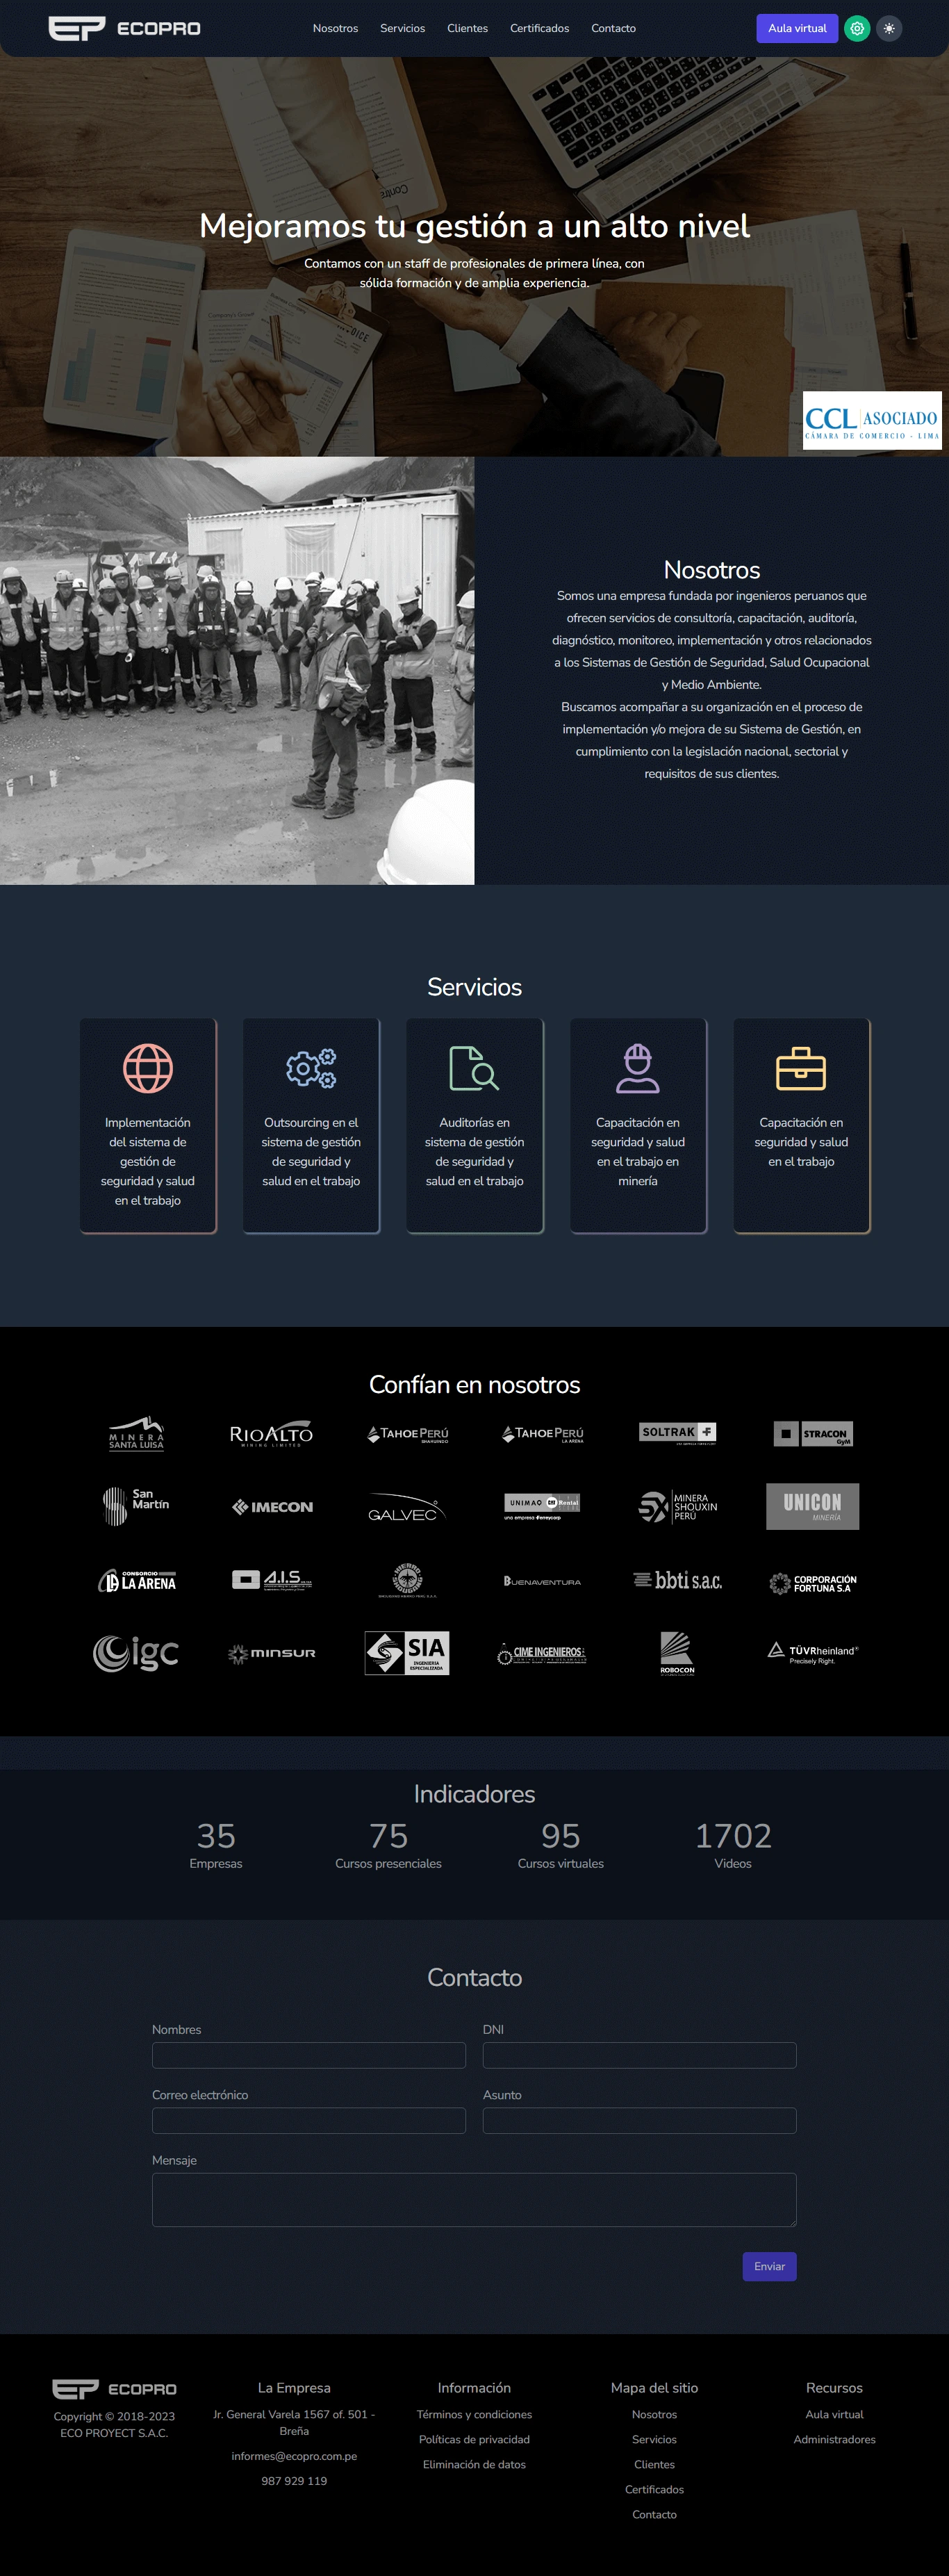 EP ECOPRO
Nosotros
Servicios
Clientes
Certificados
Contacto
Aula virtual
Mejoramos tu gestión a un alto nivel
Contamos con un staff de profesionales de primera línea, con
sólida formación y de amplia experiencia.
CCL ASOCIADO
CÁMARA DE COMERCIO - LIMA
Nosotros
Somos una empresa fundada por ingenieros peruanos que
ofrecen servicios de consultoría, capacitación, auditoría,
diagnóstico, monitoreo, implementación y otros relacionados
a los Sistemas de Gestión de Seguridad, Salud Ocupacional
y Medio Ambiente.
Buscamos acompañar a su organización en el proceso de
implementación y/o mejora de su Sistema de Gestión, en
cumplimiento con la legislación nacional, sectorial y
requisitos de sus clientes.
Servicios
Implementación
del sistema de
gestión de
seguridad y salud
en el trabajo
Outsourcing en el
sistema de gestión
de seguridad y
salud en el trabajo
Auditorías en
sistema de gestión
de seguridad y
salud en el trabajo
Capacitación en
seguridad y salud
en el trabajo en
minería
Capacitación en
seguridad y salud
en el trabajo
Confían en nosotros
MINERA
SANTA LUISA
RIOALTO
MINING LIMITED
TAHOE PERÚ
SHAHUINDO
TAHOE PERÚ
LA ARENA
SOLTRAK
STRACON
GyM
San
Martín
IMECON
GALVEC
UNIMAQ
Rental
una empresa Ferreycorp
MINERA
SHOUXIN
PERÚ
UNICON
MINERÍA
CONSORCIO
LA ARENA
A.I.S.
BUENAVENTURA
bbti s.a.c.
CORPORACIÓN
FORTUNA S.A
igc
MINSUR
SIA
INGENIERIA
ESPECIALIZADA
CIME INGENIEROS
ROBOCON
TÜVRheinland®
Precisely Right.
Indicadores
35
Empresas
75
Cursos presenciales
95
Cursos virtuales
1702
Videos
Contacto
Nombres
DNI
Correo electrónico
Asunto
Mensaje
Enviar
EP ECOPRO
Copyright © 2018-2023
ECO PROYECT S.A.C.
La Empresa
Jr. General Varela 1567 of. 501 -
Breña
informes@ecopro.com.pe
987 929 119
Información
Términos y condiciones
Políticas de privacidad
Eliminación de datos
Mapa del sitio
Nosotros
Servicios
Clientes
Certificados
Contacto
Recursos
Aula virtual
Administradores